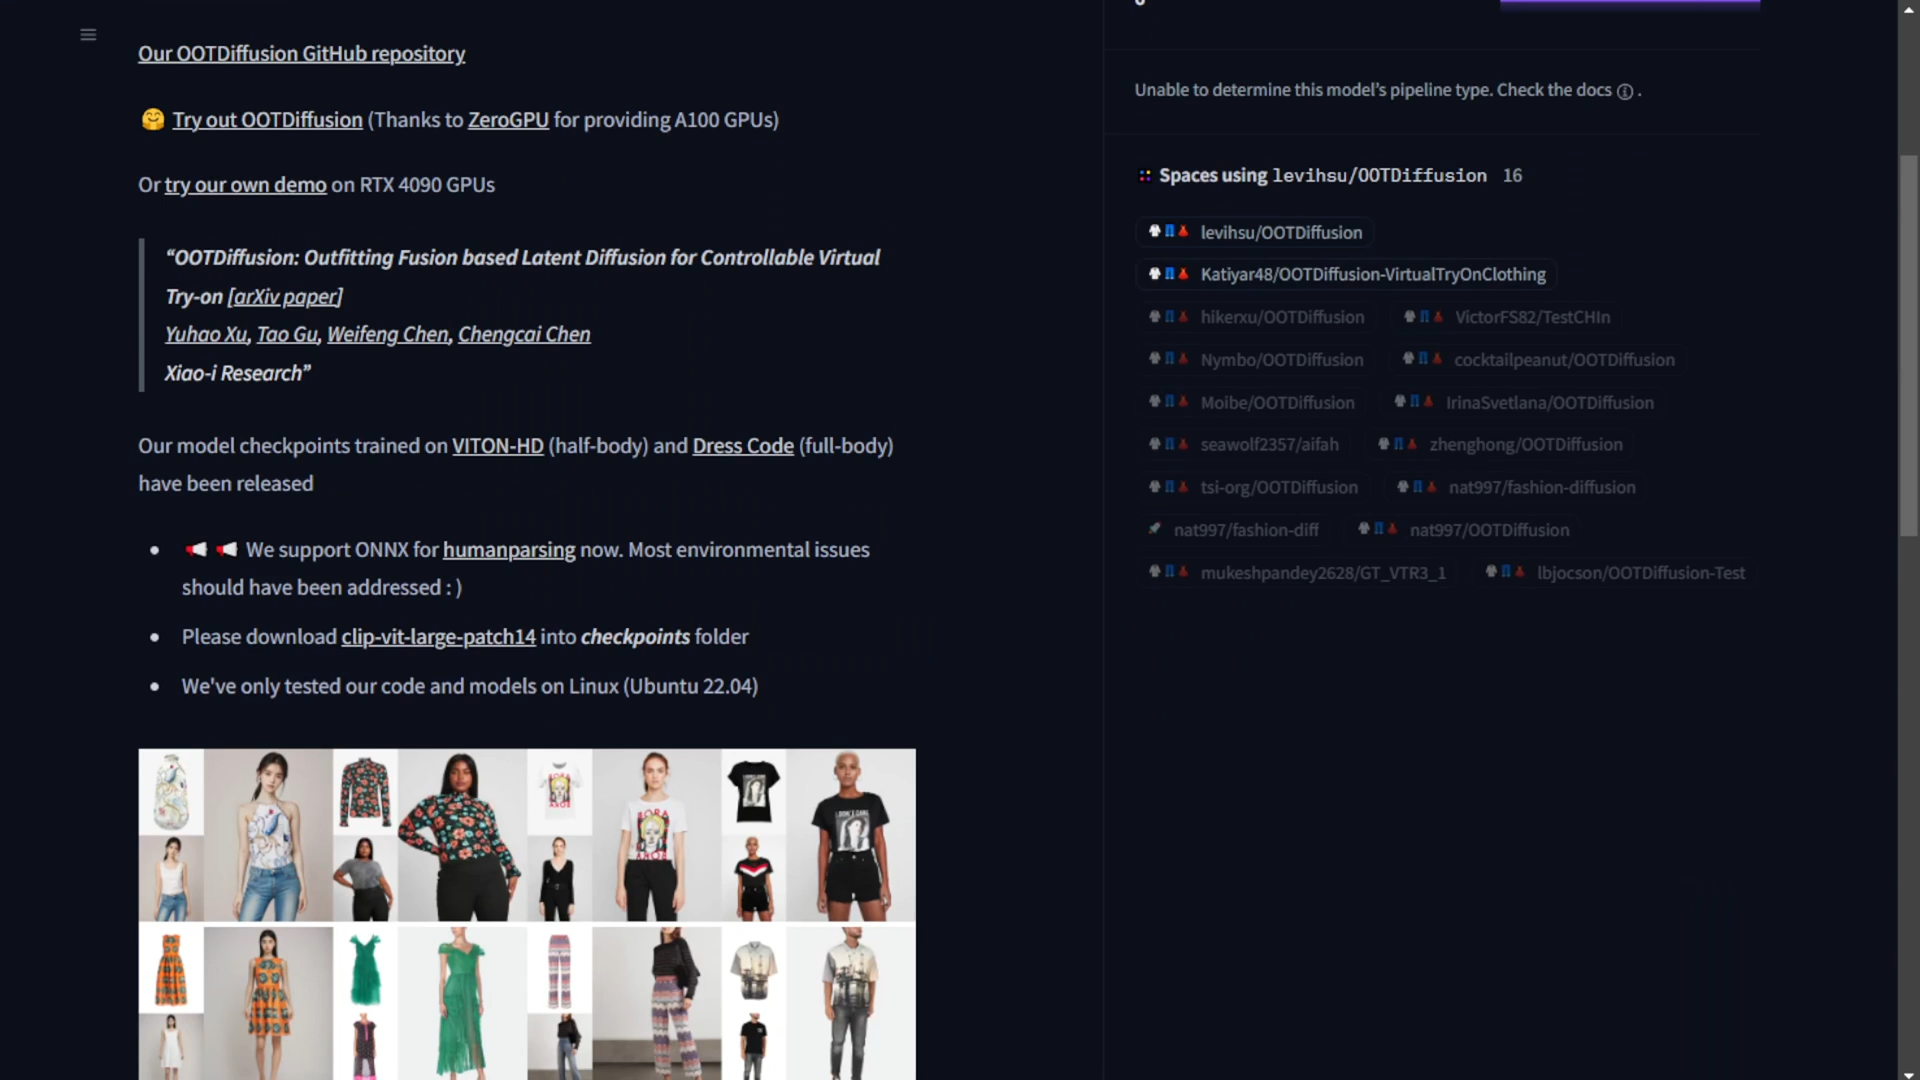 Our OOTDiffusion GitHub repository
🤗 Try out OOTDiffusion (Thanks to ZeroGPU for providing A100 GPUs)
Or try our own demo on RTX 4090 GPUs
“OOTDiffusion: Outfitting Fusion based Latent Diffusion for Controllable Virtual
Try-on [arXiv paper]
Yuhao Xu, Tao Gu, Weifeng Chen, Chengcai Chen
Xiao-i Research”
Our model checkpoints trained on VITON-HD (half-body) and Dress Code (full-body)
have been released
• 📢 📢 We support ONNX for humanparsing now. Most environmental issues
should have been addressed : )
• Please download clip-vit-large-patch14 into checkpoints folder
• We've only tested our code and models on Linux (Ubuntu 22.04)
Unable to determine this model’s pipeline type. Check the docs ⓘ .
Spaces using levihsu/OOTDiffusion 16
levihsu/OOTDiffusion
Katiyar48/OOTDiffusion-VirtualTryOnClothing
hikerxu/OOTDiffusion VictorFS82/TestCHIn
Nymbo/OOTDiffusion cocktailpeanut/OOTDiffusion
Moibe/OOTDiffusion IrinaSvetlana/OOTDiffusion
seawolf2357/aifah zhenghong/OOTDiffusion
tsi-org/OOTDiffusion nat997/fashion-diffusion
nat997/fashion-diff nat997/OOTDiffusion
mukeshpandey2628/GT_VTR3_1 lbjocson/OOTDiffusion-Test